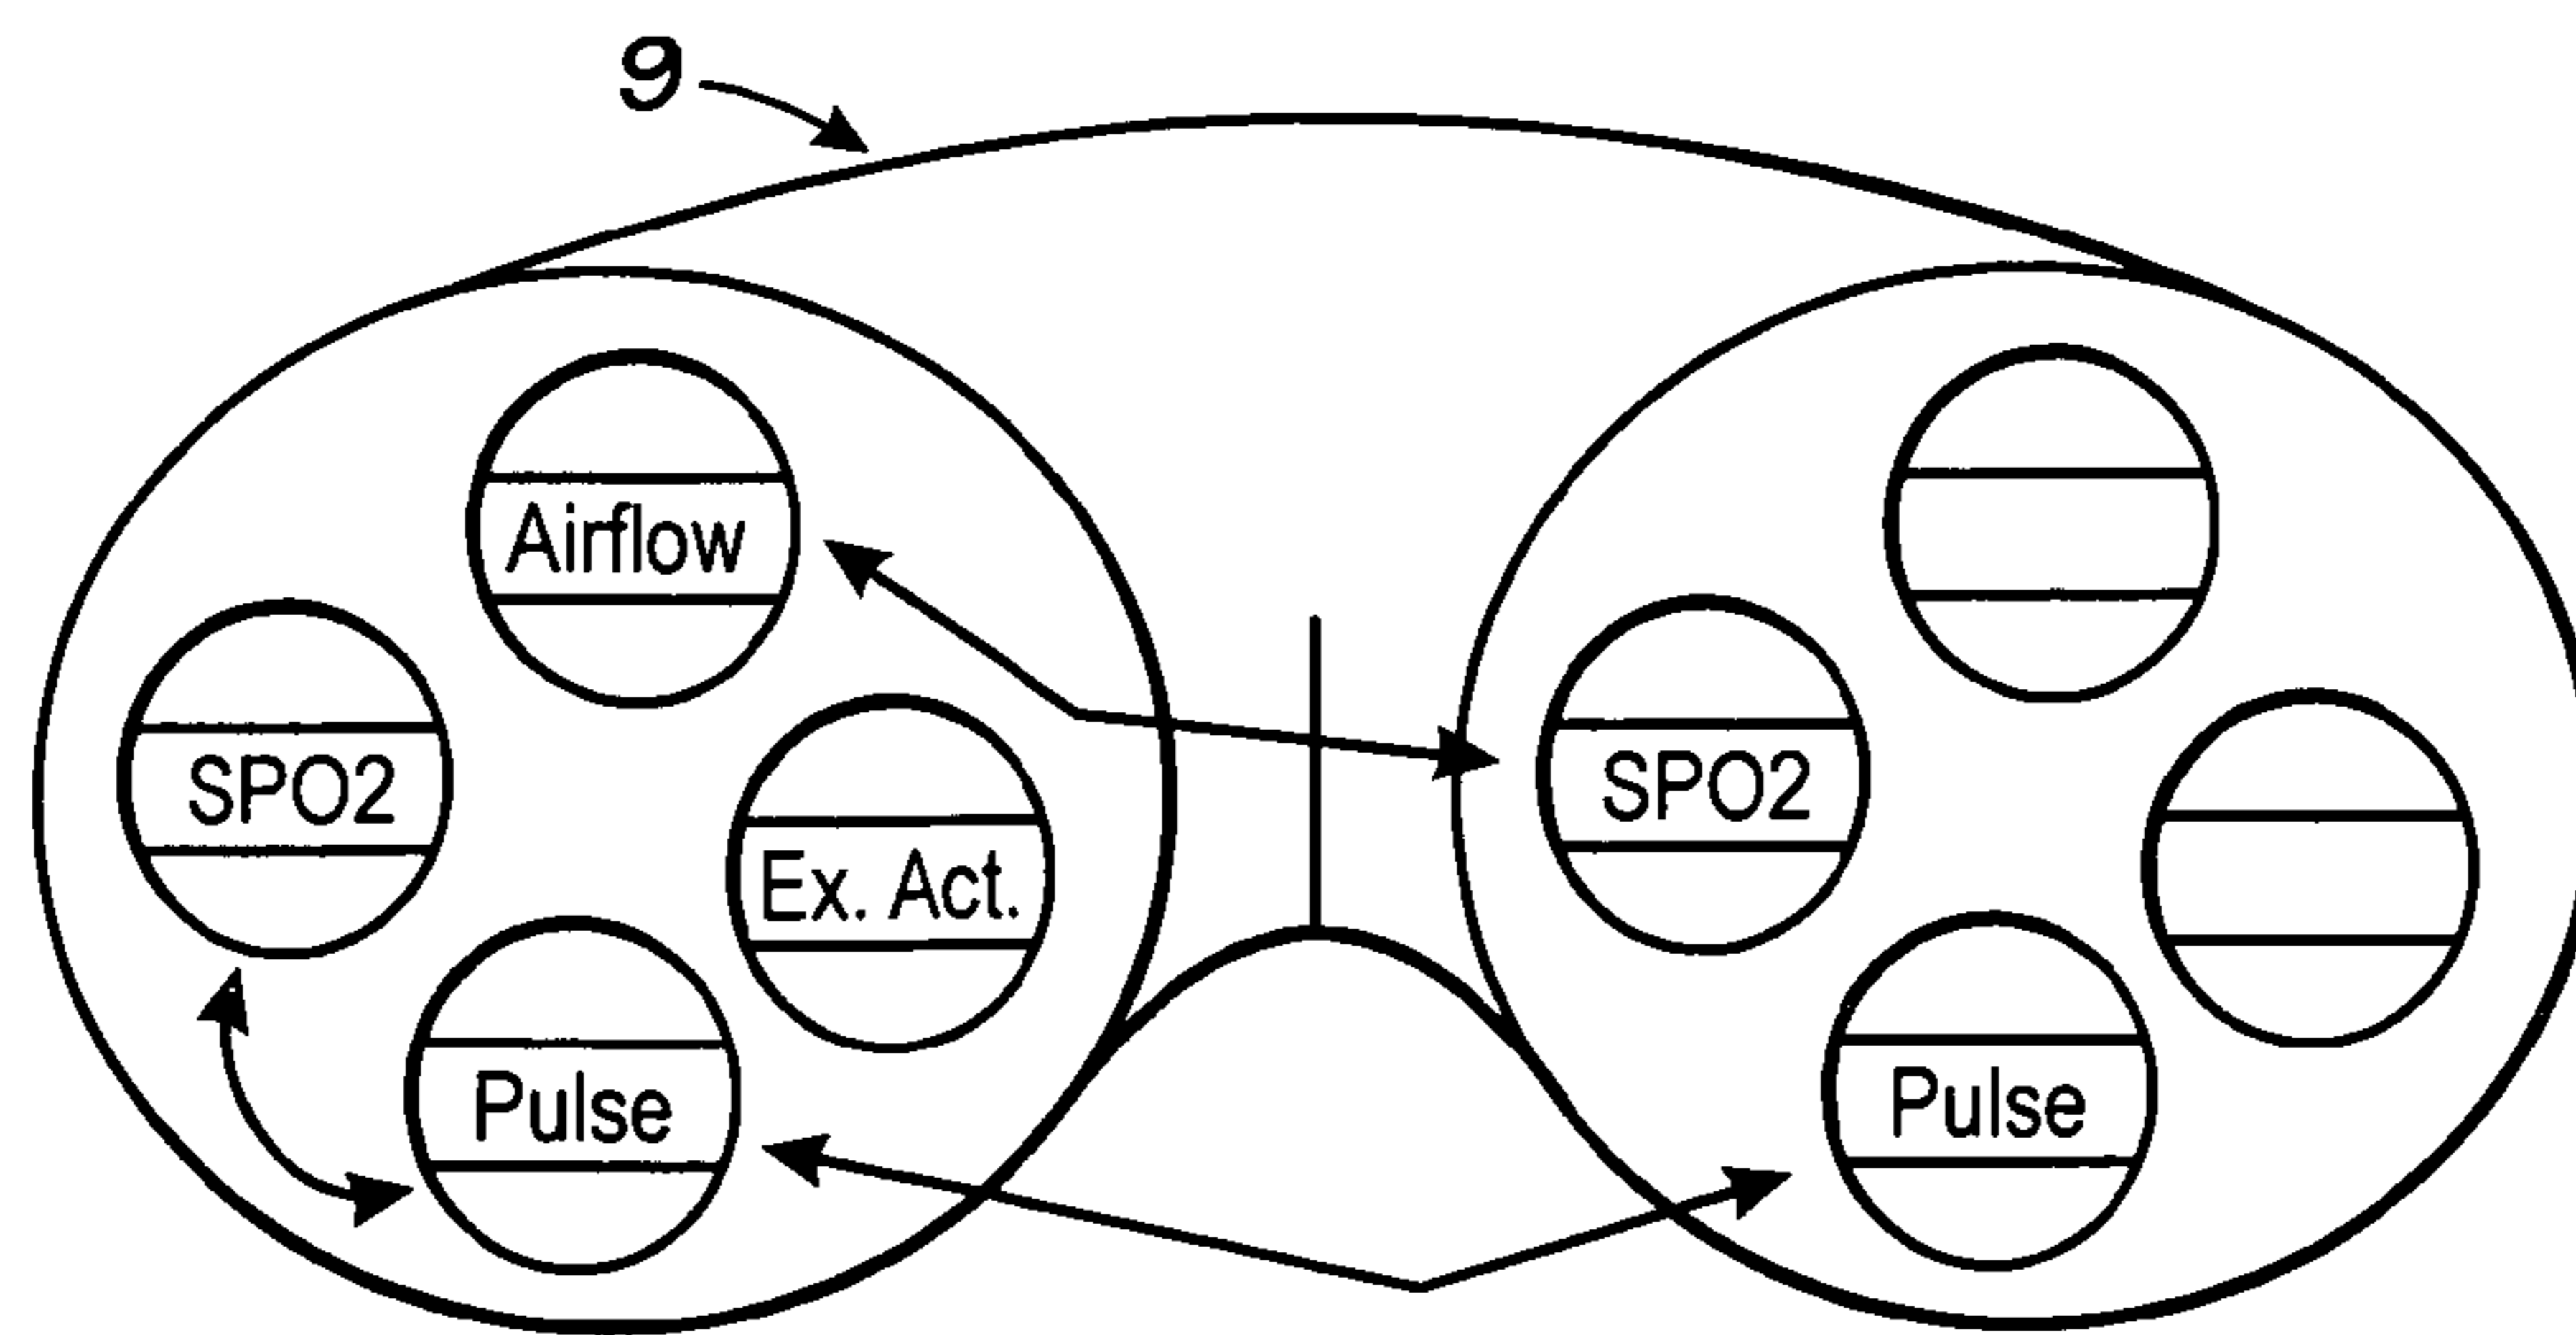 9
Airflow
SPO2
Ex. Act.
Pulse
SPO2
Pulse